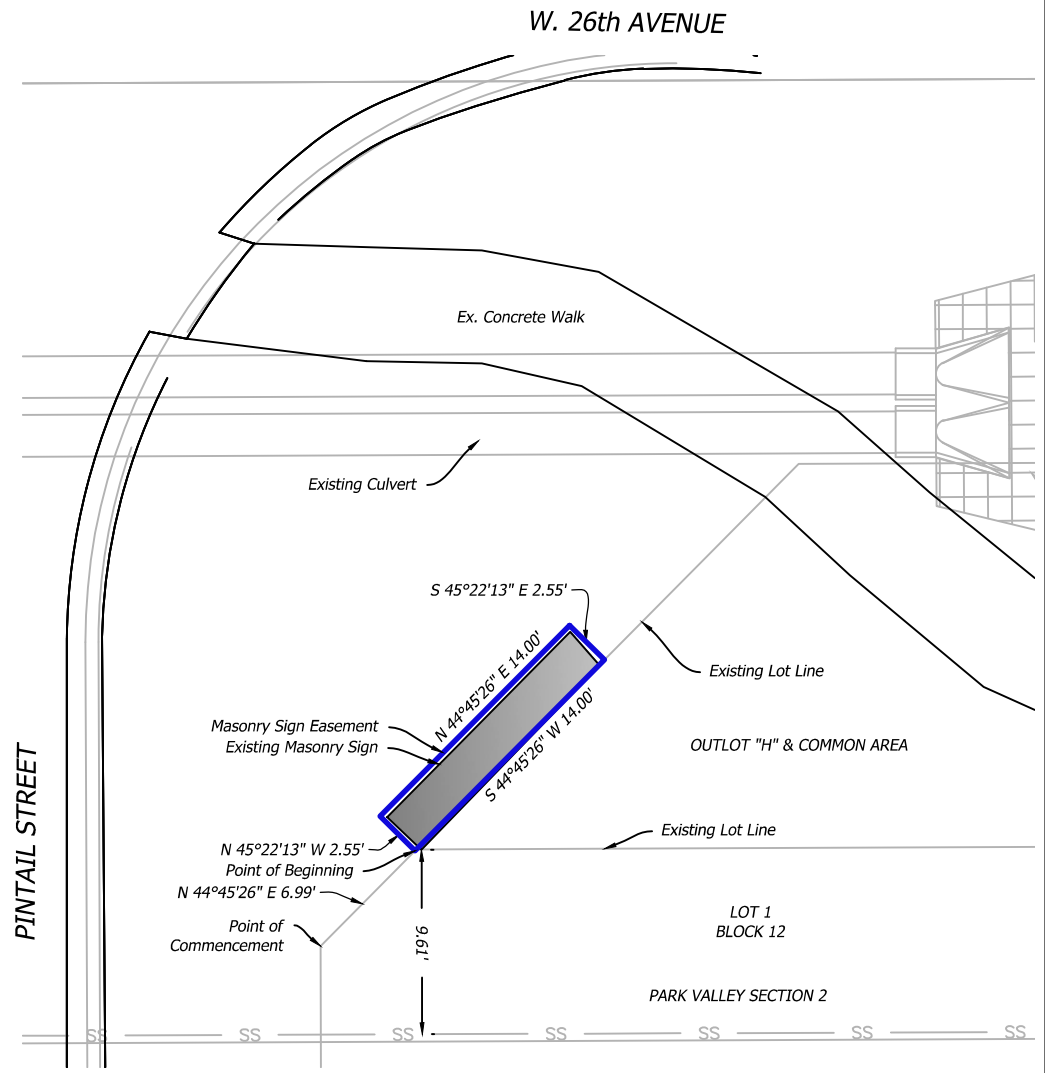 W. 26th AVENUE
Ex. Concrete Walk
Existing Culvert
S 45°22'13" E 2.55'
N 44°45'26" E 14.00'
Existing Lot Line
Masonry Sign Easement
Existing Masonry Sign
S 44°45'26" W 14.00'
OUTLOT "H" & COMMON AREA
PINTAIL STREET
N 45°22'13" W 2.55'
Existing Lot Line
Point of Beginning
N 44°45'26" E 6.99'
Point of
Commencement
9.61'
LOT 1
BLOCK 12
PARK VALLEY SECTION 2
SS SS SS SS SS SS SS